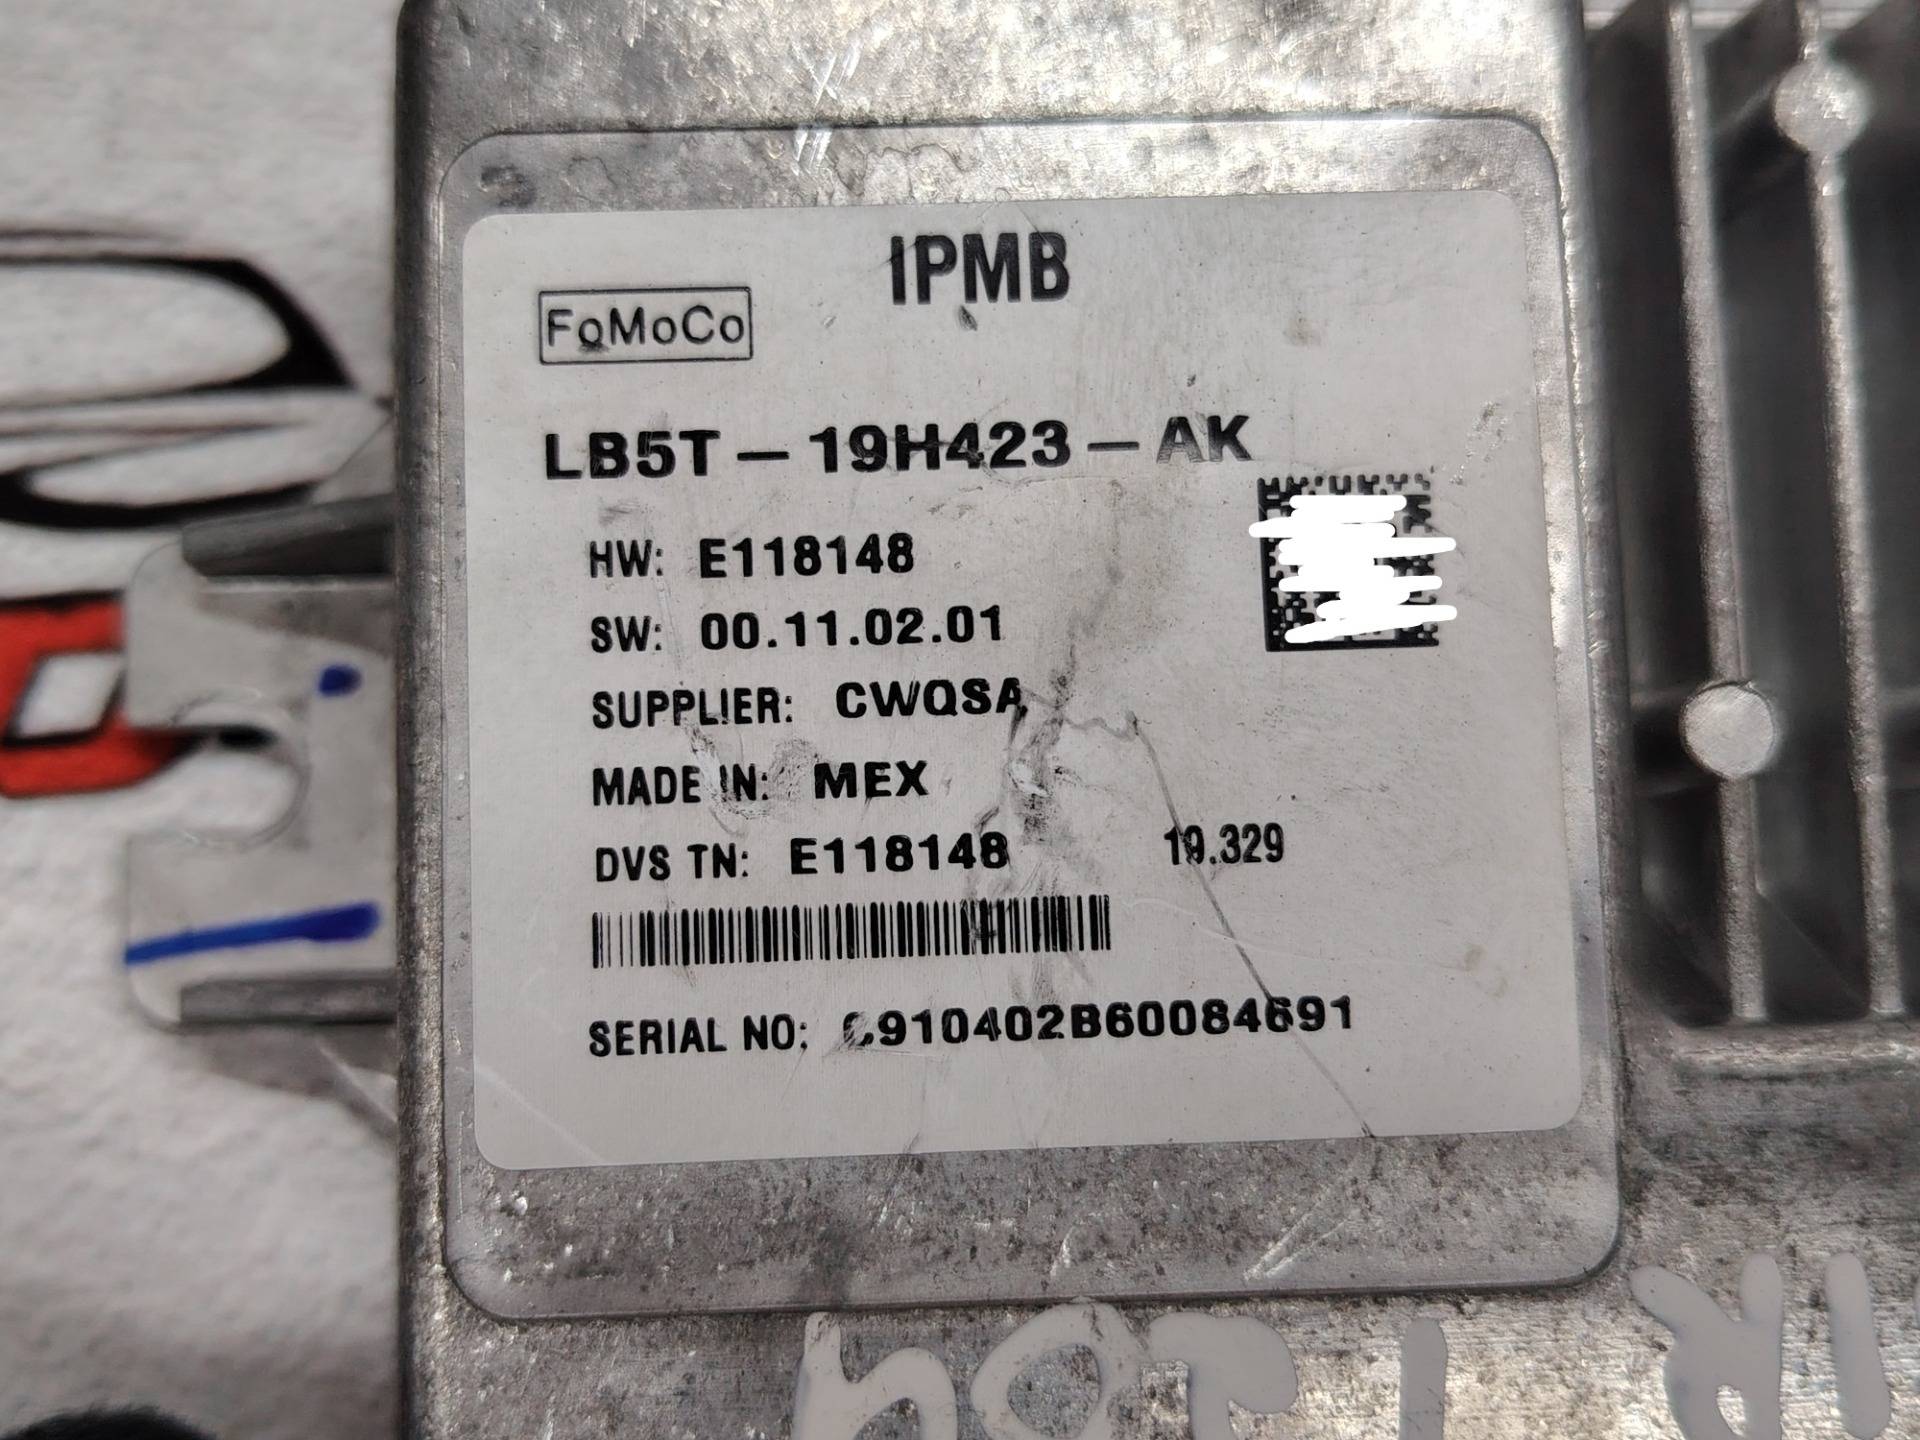 IPMB
FoMoCo
LB5T-19H423-AK
HW: E118148
SW: 00.11.02.01
SUPPLIER: CWQSA
MADE IN: MEX
DVS TN: E118148 19.329
SERIAL NO: C910402B60084691